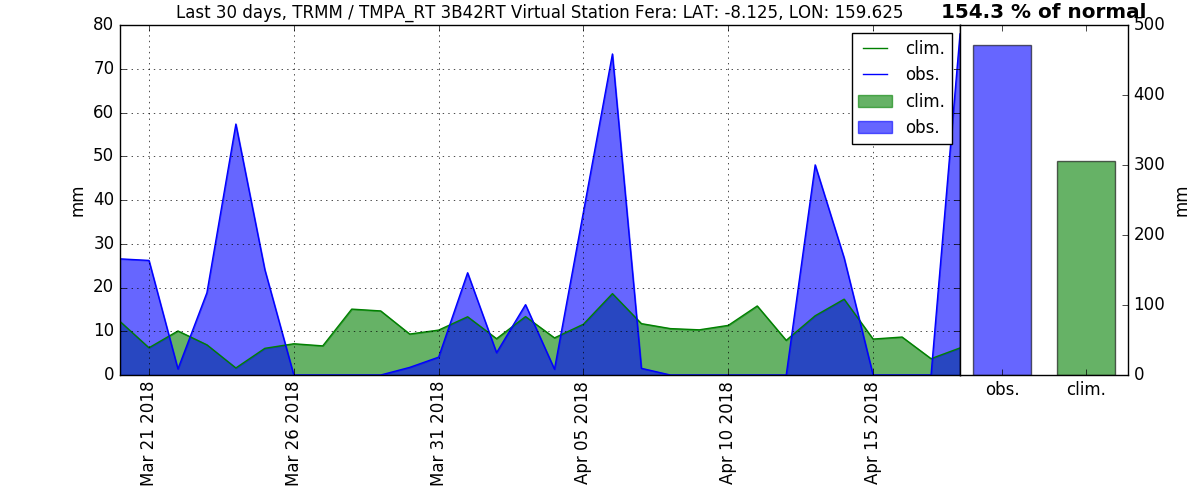 Last 30 days, TRMM / TMPA_RT 3B42RT Virtual Station Fera: LAT: -8.125, LON: 159.625
154.3 % of normal
80
70
60
50
40
30
20
10
0
mm
clim.
obs.
clim.
obs.
Mar 21 2018
Mar 26 2018
Mar 31 2018
Apr 05 2018
Apr 10 2018
Apr 15 2018
500
400
300
200
100
0
mm
obs.
clim.